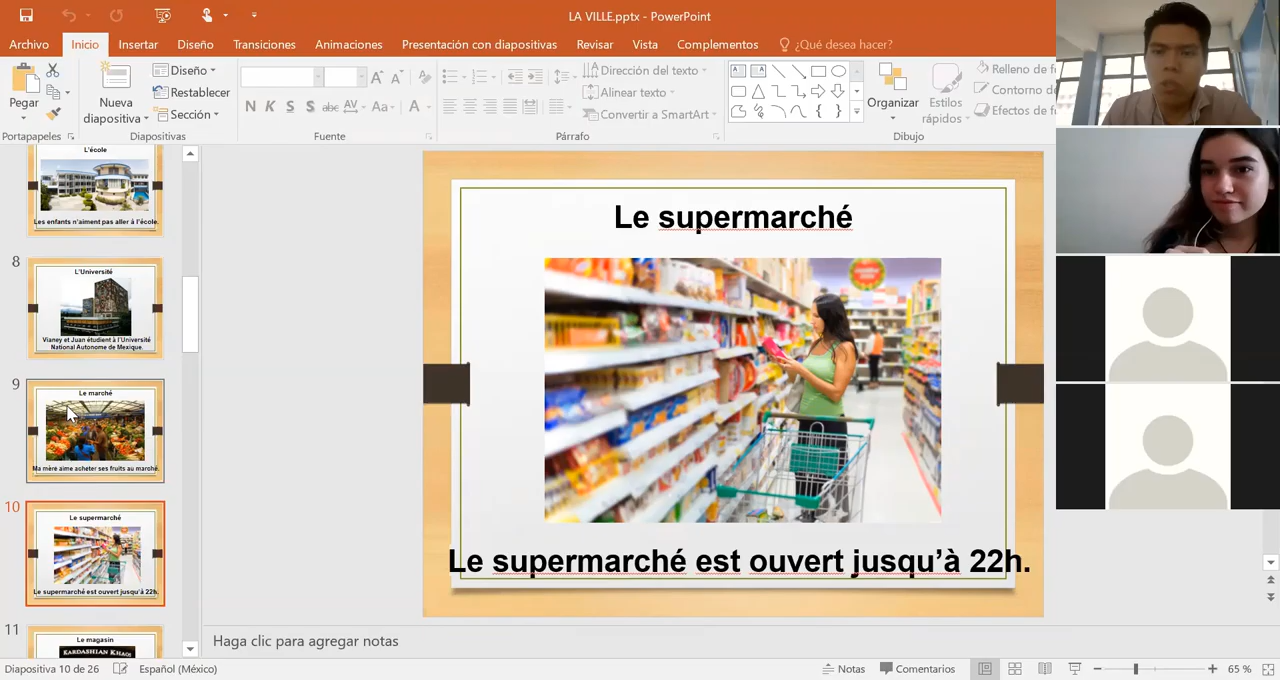 LA VILLE.pptx - PowerPoint
Archivo
Inicio
Insertar
Diseño
Transiciones
Animaciones
Presentación con diapositivas
Revisar
Vista
Complementos
¿Qué desea hacer?
Pegar
Portapapeles
Nueva
diapositiva
Diseño
Restablecer
Sección
Diapositivas
N K S S abc AV Aa A
Fuente
Dirección del texto
Alinear texto
Convertir a SmartArt
Párrafo
Organizar
Estilos
rápidos
Relleno de f
Contorno d
Efectos de f
Dibujo
L'école
Les enfants n'aiment pas aller à l'école.
8
L'Université
Vianey et Juan étudient à l'Université
National Autonome de Mexique.
9
Le marché
Ma mère aime acheter ses fruits au marché.
10
Le supermarché
Le supermarché est ouvert jusqu'à 22h.
11
Le magasin
KARDASHIAN KHAOS
Le supermarché
Le supermarché est ouvert jusqu’à 22h.
Haga clic para agregar notas
Diapositiva 10 de 26
Español (México)
Notas
Comentarios
65 %